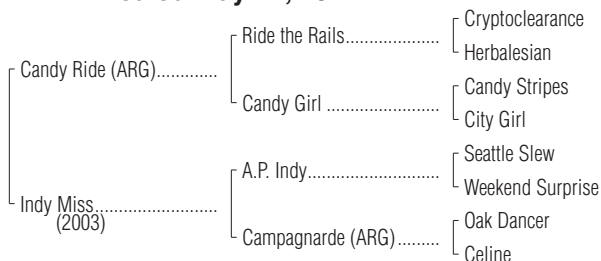 Cryptoclearance
Ride the Rails....................
Herbalesian
Candy Ride (ARG).............
Candy Stripes
Candy Girl ........................
City Girl
Seattle Slew
A.P. Indy............................
Weekend Surprise
Indy Miss..........................
(2003)
Oak Dancer
Campagnarde (ARG).........
Celine